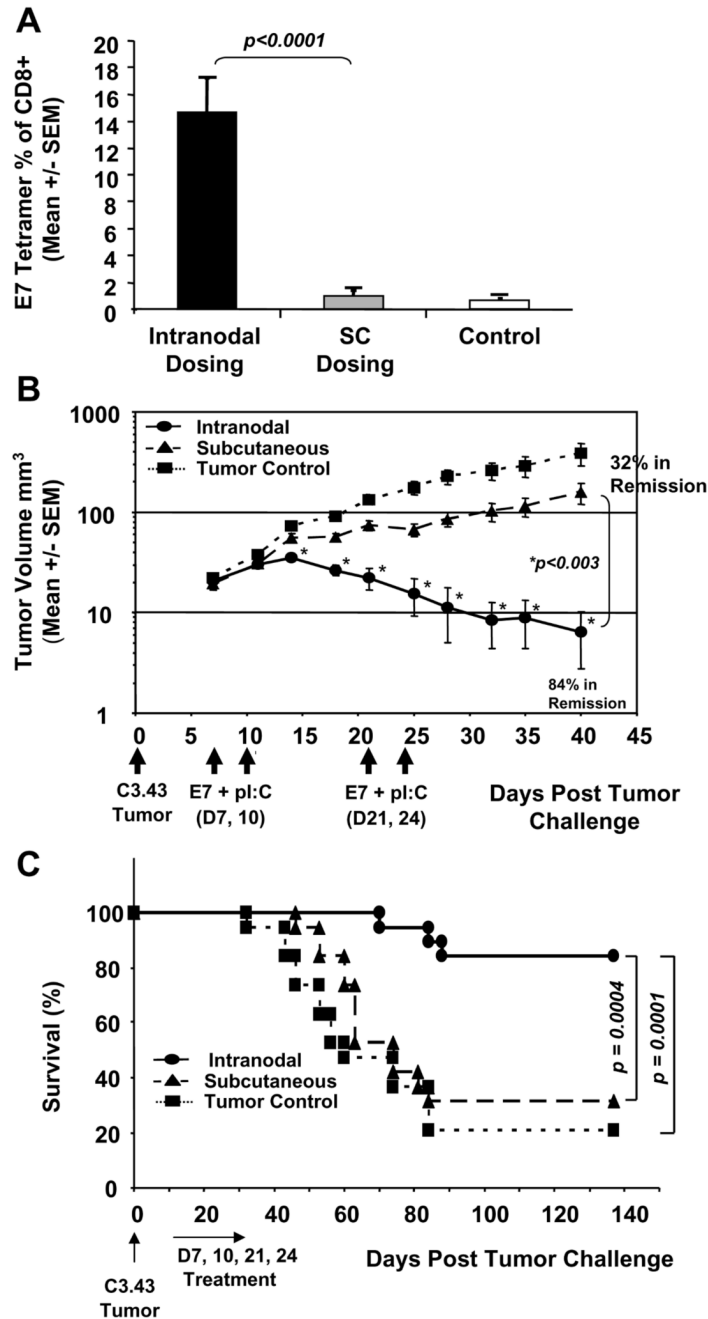 A
E7 Tetramer % of CD8+
(Mean +/- SEM)
20
18
16
14
12
10
8
6
4
2
0
p<0.0001
Intranodal
Dosing
SC
Dosing
Control
B
Tumor Volume mm³
(Mean +/- SEM)
1000
100
10
1
Intranodal
Subcutaneous
Tumor Control
32% in
Remission
*p<0.003
* * * * * * * *
84% in
Remission
0 5 10 15 20 25 30 35 40 45
C3.43
Tumor
E7 + pI:C
(D7, 10)
E7 + pI:C
(D21, 24)
Days Post Tumor
Challenge
C
Survival (%)
100
80
60
40
20
0
Intranodal
Subcutaneous
Tumor Control
p = 0.0004
p = 0.0001
0 20 40 60 80 100 120 140
D7, 10, 21, 24
Treatment
Days Post Tumor Challenge
C3.43
Tumor